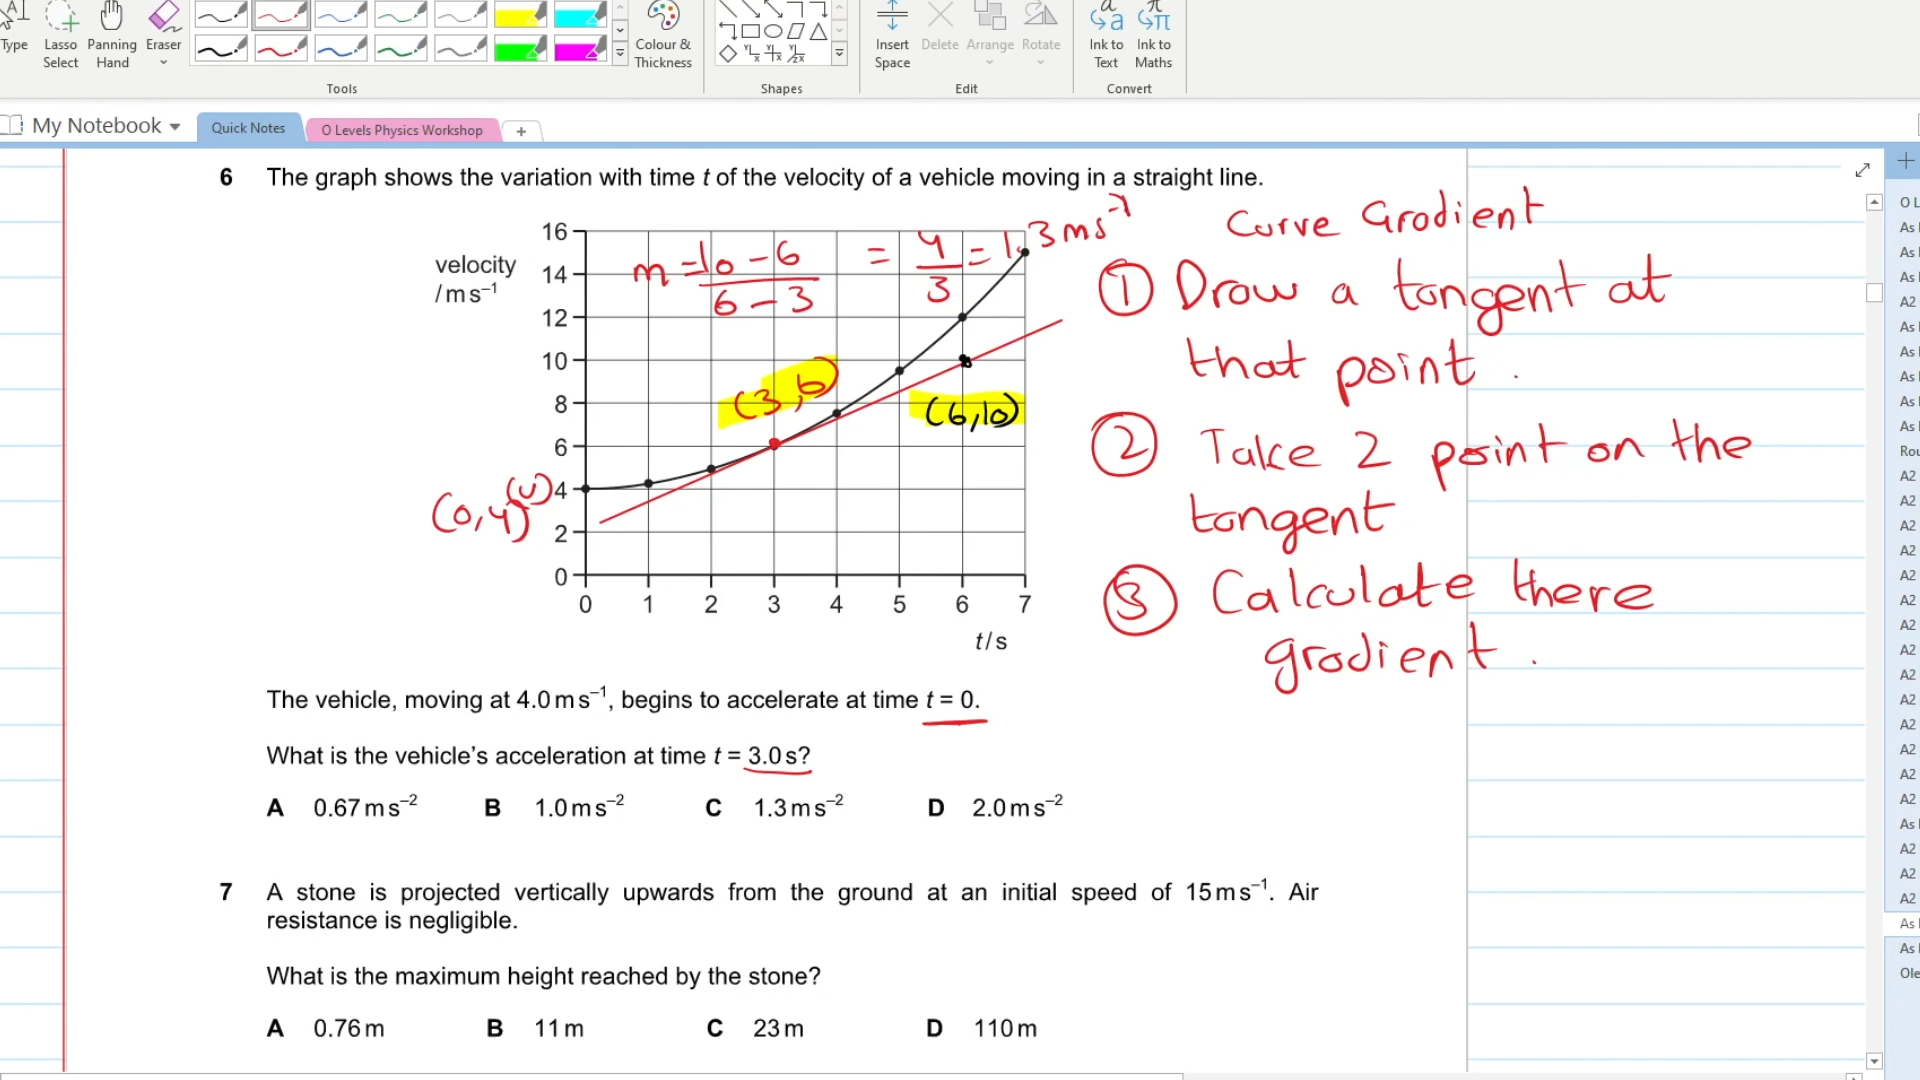 Type
Lasso Select
Panning Hand
Eraser
Colour & Thickness
Insert Space
Delete
Arrange
Rotate
Ink to Text
Ink to Maths
Tools
Shapes
Edit
Convert
My Notebook
Quick Notes
O Levels Physics Workshop
+
6 The graph shows the variation with time t of the velocity of a vehicle moving in a straight line.
velocity
/ m s⁻¹
16
14
12
10
8
6
4
2
0
0 1 2 3 4 5 6 7
t / s
m = 10 - 6 / 6 - 3 = 4/3 = 1.3 ms⁻¹
(3,6)
(6,10)
(u)
(0,4)
Curve Gradient
① Draw a tangent at
that point.
② Take 2 point on the
tangent
③ Calculate there
gradient.
The vehicle, moving at 4.0 m s⁻¹, begins to accelerate at time t = 0.
What is the vehicle's acceleration at time t = 3.0 s?
A 0.67 m s⁻² B 1.0 m s⁻² C 1.3 m s⁻² D 2.0 m s⁻²
7 A stone is projected vertically upwards from the ground at an initial speed of 15 m s⁻¹. Air
resistance is negligible.
What is the maximum height reached by the stone?
A 0.76 m B 11 m C 23 m D 110 m